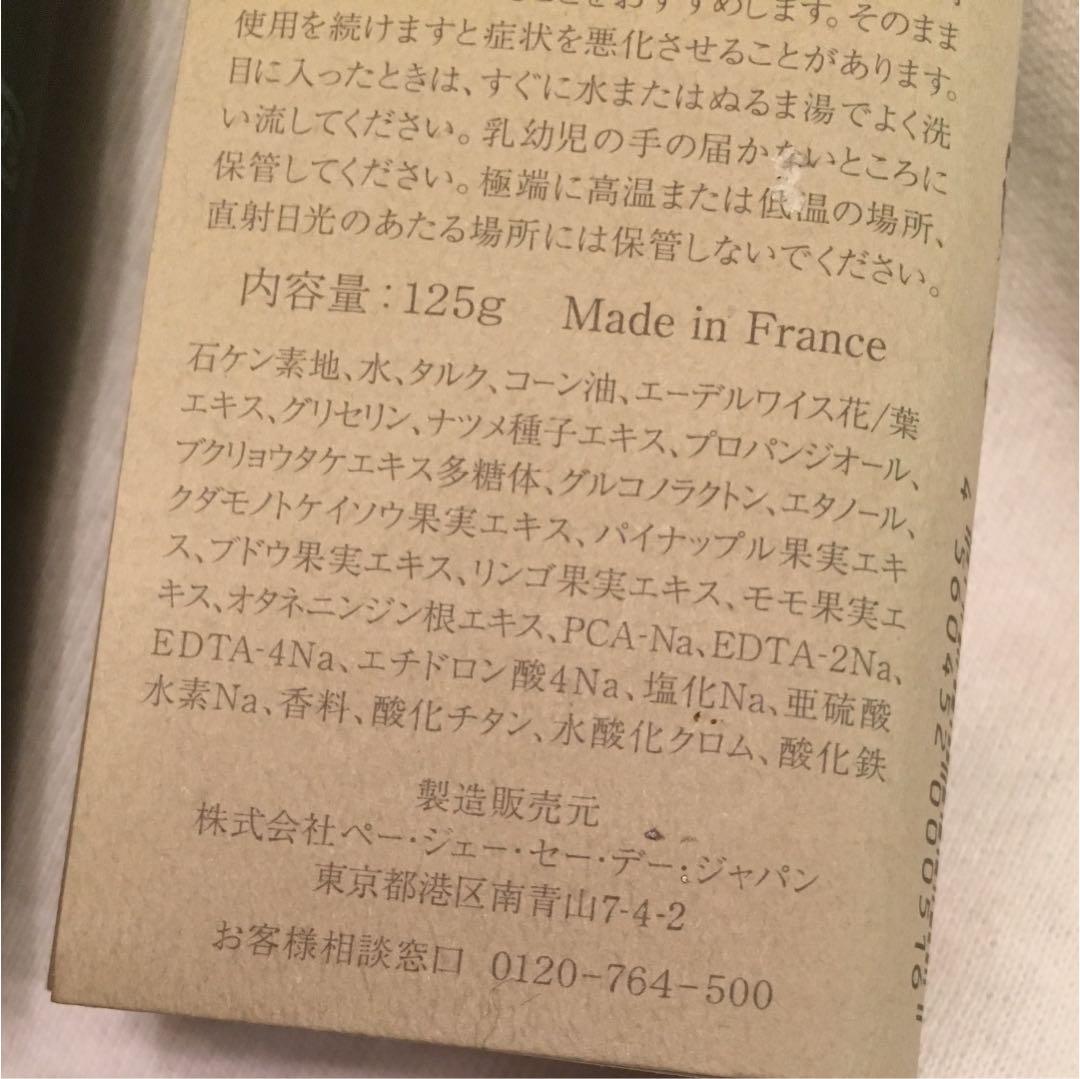 をおすすめします。そのまま
使用を続けますと症状を悪化させることがあります。
目に入ったときは、すぐに水またはぬるま湯でよく洗
い流してください。乳幼児の手の届かないところに
保管してください。極端に高温または低温の場所、
直射日光のあたる場所には保管しないでください。
内容量：125g Made in France
石ケン素地、水、タルク、コーン油、エーデルワイス花/葉
エキス、グリセリン、ナツメ種子エキス、プロパンジオール、
ブクリョウタケエキス多糖体、グルコノラクトン、エタノール、
クダモノトケイソウ果実エキス、パイナップル果実エキ
ス、ブドウ果実エキス、リンゴ果実エキス、モモ果実エ
キス、オタネニンジン根エキス、PCA-Na、EDTA-2Na、
EDTA-4Na、エチドロン酸4Na、塩化Na、亜硫酸
水素Na、香料、酸化チタン、水酸化クロム、酸化鉄
製造販売元
株式会社ペー・ジェー・セー・デー・ジャパン
東京都港区南青山7-4-2
お客様相談窓口 0120-764-500